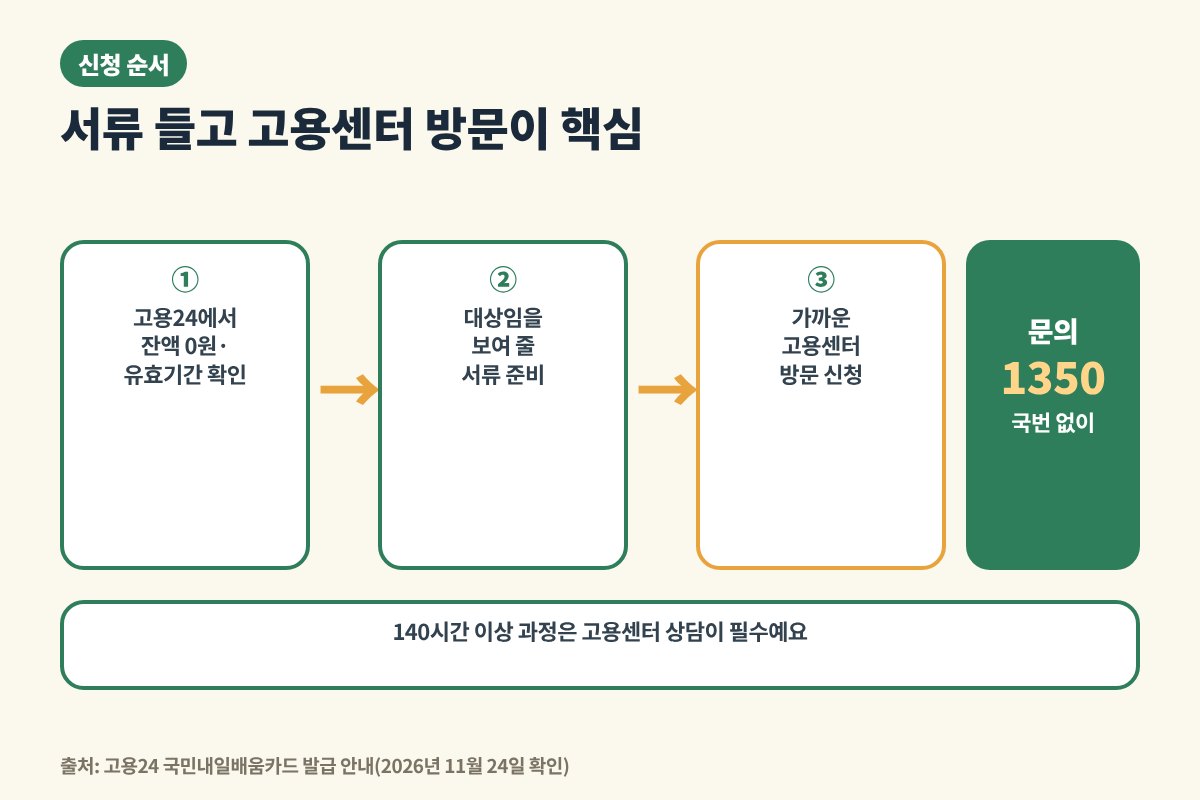 신청 순서
서류 들고 고용센터 방문이 핵심
①
고용24에서
잔액 0원·
유효기간 확인
→
②
대상임을
보여 줄
서류 준비
→
③
가까운
고용센터
방문 신청
문의
1350
국번 없이
140시간 이상 과정은 고용센터 상담이 필수예요
출처: 고용24 국민내일배움카드 발급 안내(2026년 11월 24일 확인)